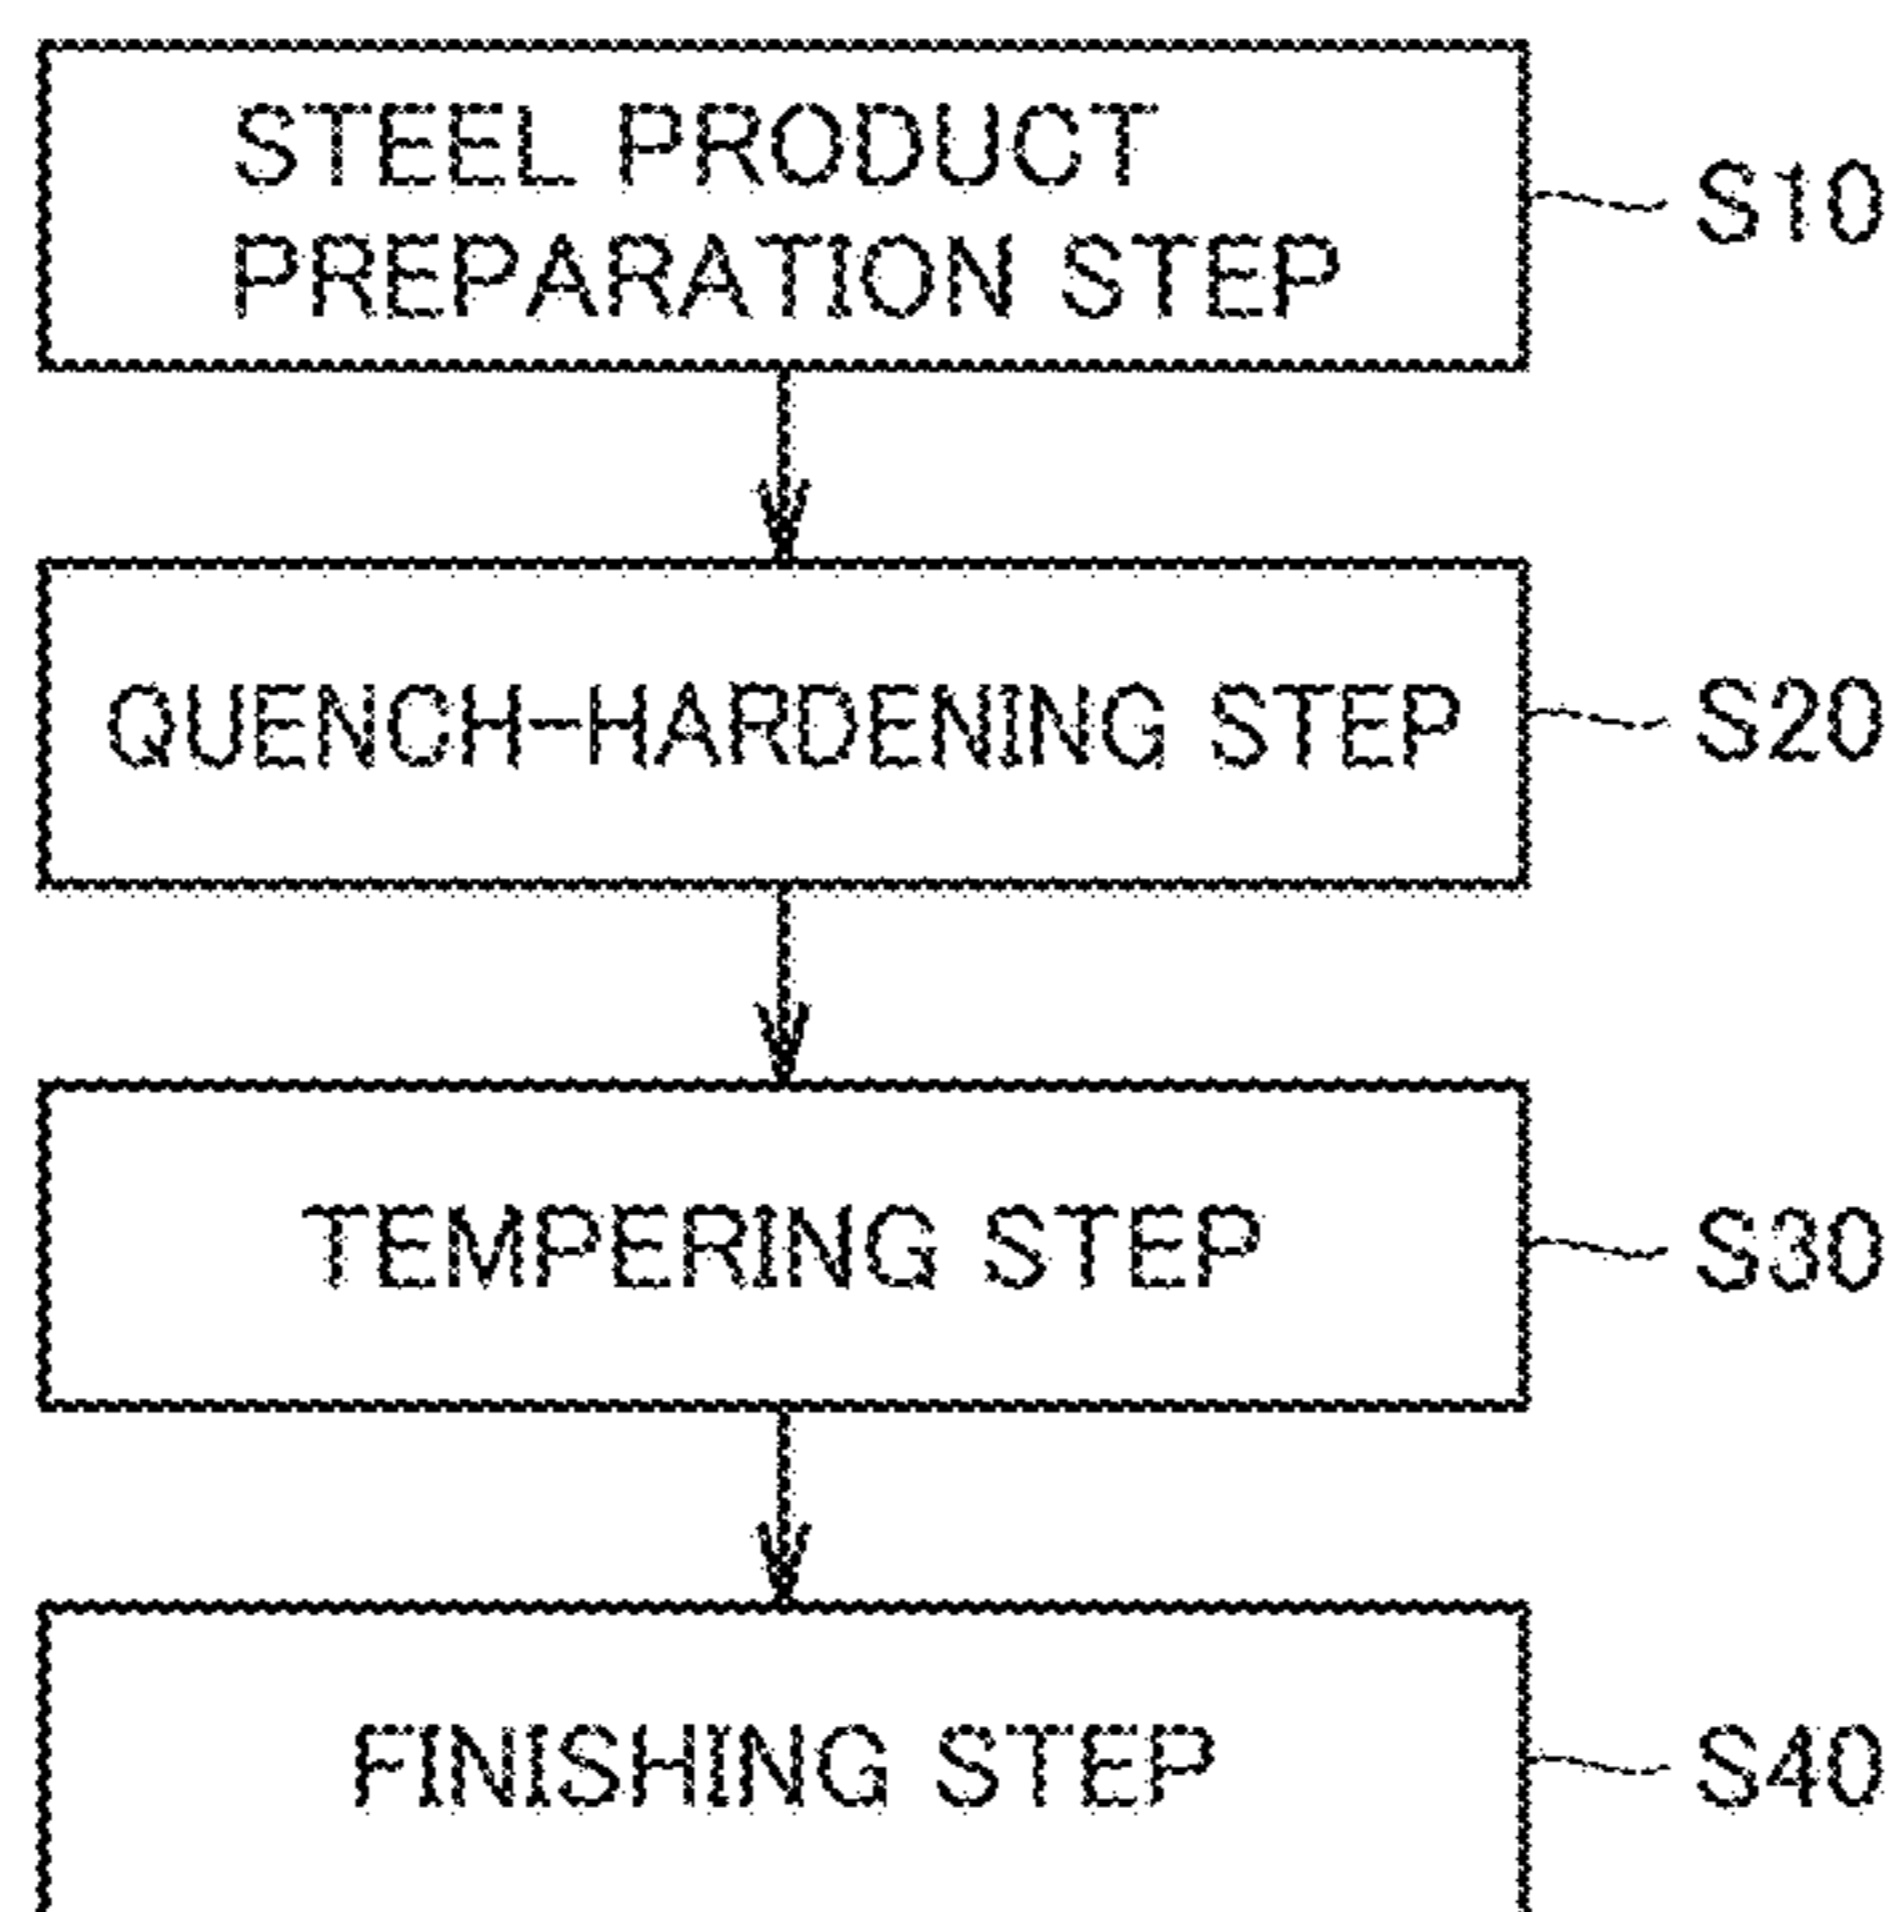 STEEL PRODUCT
PREPARATION STEP
S10
QUENCH-HARDENING STEP
S20
TEMPERING STEP
S30
FINISHING STEP
S40